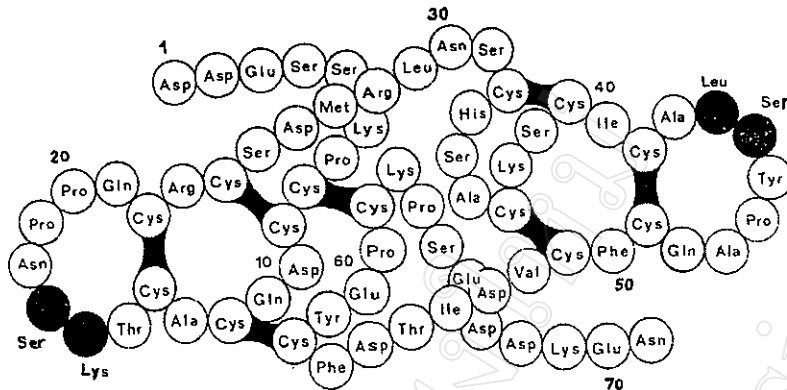 1
Asp Asp Glu Ser Ser Lys Pro Cys Cys
10
Asp Gln Cys Ala Cys Thr Lys Ser Asn Pro
20
Pro Gln Cys Arg Cys Ser Asp Met Arg Leu
30
Asn Ser Cys His Ser Ala Cys Lys Ser Cys
40
Ile Cys Ala Leu Ser Tyr Pro Ala Gln Cys
50
Phe Cys Val Asp Ile Thr Asp Phe Cys Tyr
60
Glu Pro Cys Lys Pro Ser Glu Asp Asp Lys
70
Glu Asn